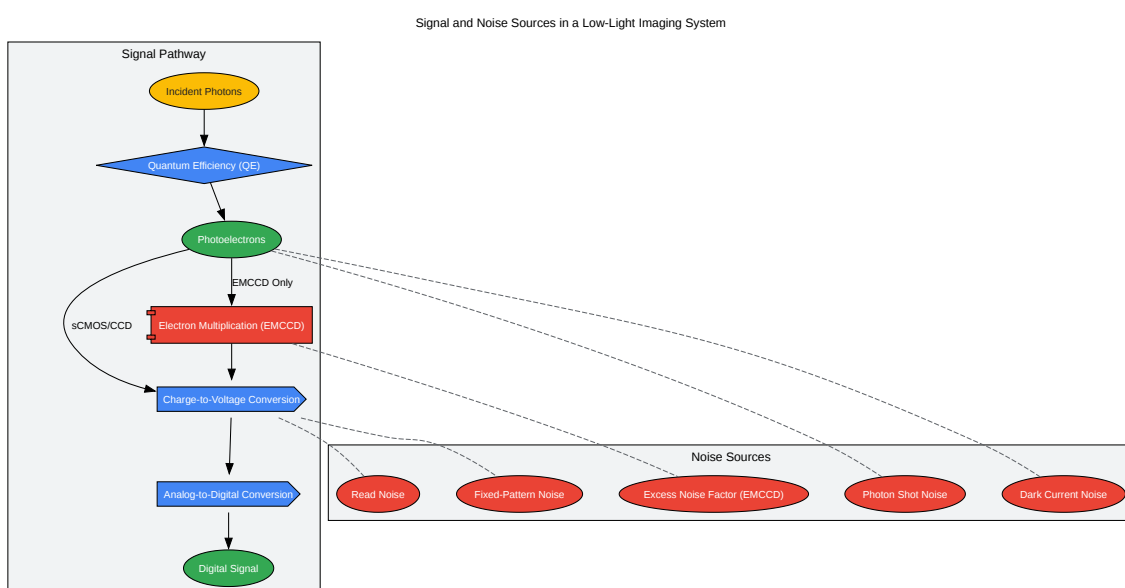 Signal and Noise Sources in a Low-Light Imaging System
Signal Pathway
Incident Photons
Quantum Efficiency (QE)
Photoelectrons
EMCCD Only
sCMOS/CCD
Electron Multiplication (EMCCD)
Charge-to-Voltage Conversion
Noise Sources
Analog-to-Digital Conversion
Read Noise
Fixed-Pattern Noise
Excess Noise Factor (EMCCD)
Photon Shot Noise
Dark Current Noise
Digital Signal